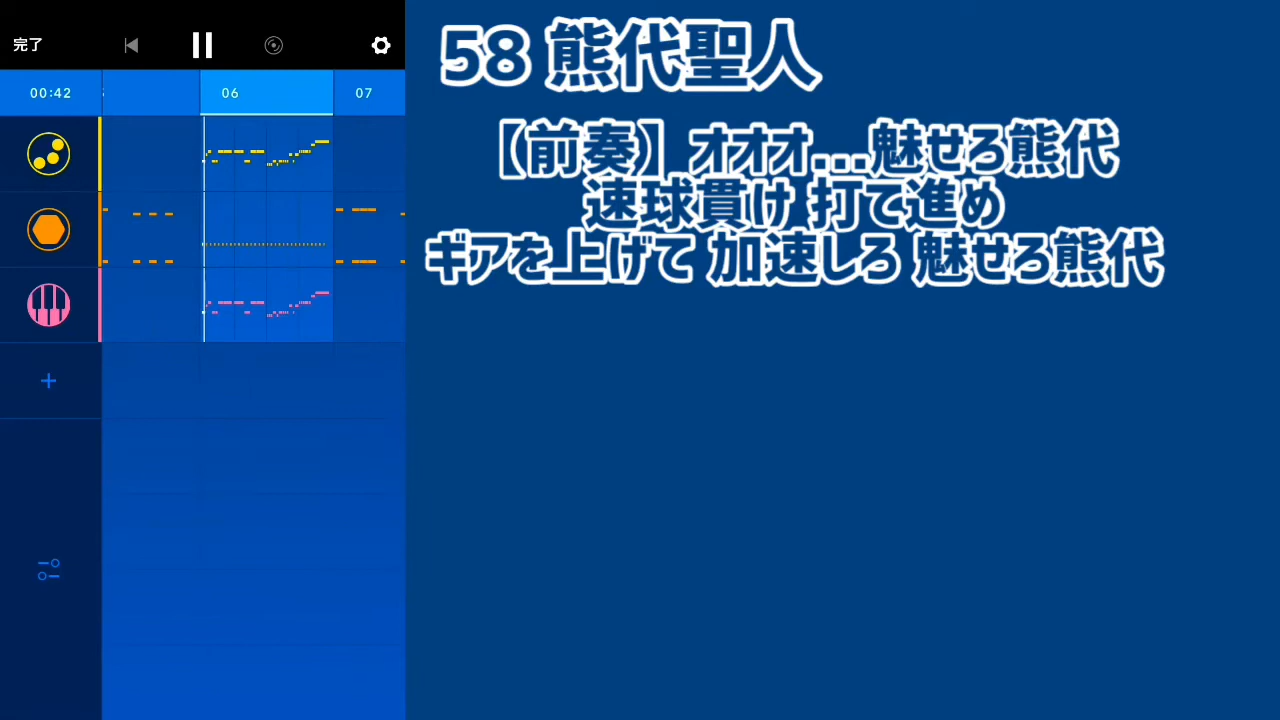 完了
00:42
06
07
58 熊代聖人
【前奏】オオオ...魅せろ熊代
速球貫け 打て進め
ギアを上げて 加速しろ 魅せろ熊代